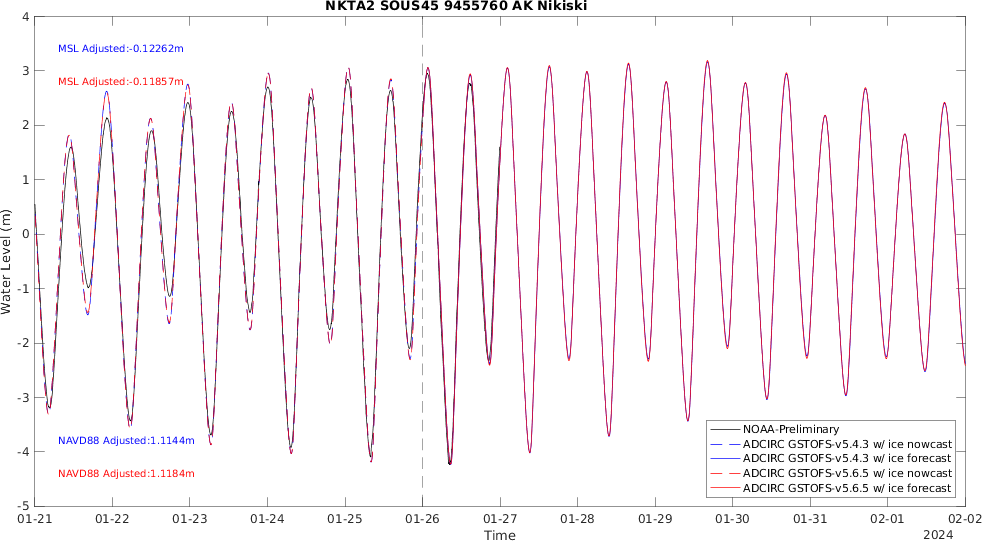 NKTA2 SOUS45 9455760 AK Nikiski
4
3
2
1
0
-1
-2
-3
-4
-5
Water Level (m)
MSL Adjusted:-0.12262m
MSL Adjusted:-0.11857m
NAVD88 Adjusted:1.1144m
NAVD88 Adjusted:1.1184m
NOAA-Preliminary
ADCIRC GSTOFS-v5.4.3 w/ ice nowcast
ADCIRC GSTOFS-v5.4.3 w/ ice forecast
ADCIRC GSTOFS-v5.6.5 w/ ice nowcast
ADCIRC GSTOFS-v5.6.5 w/ ice forecast
01-21 01-22 01-23 01-24 01-25 01-26 01-27 01-28 01-29 01-30 01-31 02-01 02-02
Time
2024